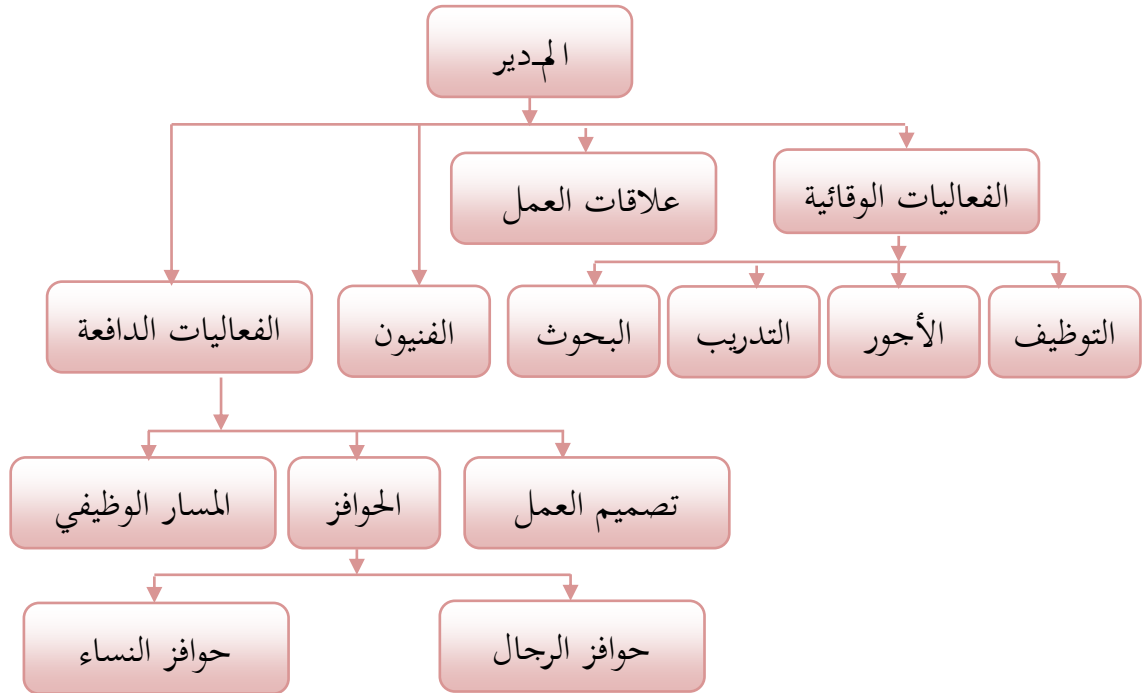 المدير
الفعاليات الوقائية
علاقات العمل
التوظيف
الأجور
التدريب
البحوث
الفنيون
الفعاليات الدافعة
تصميم العمل
الحوافز
المسار الوظيفي
حوافز الرجال
حوافز النساء